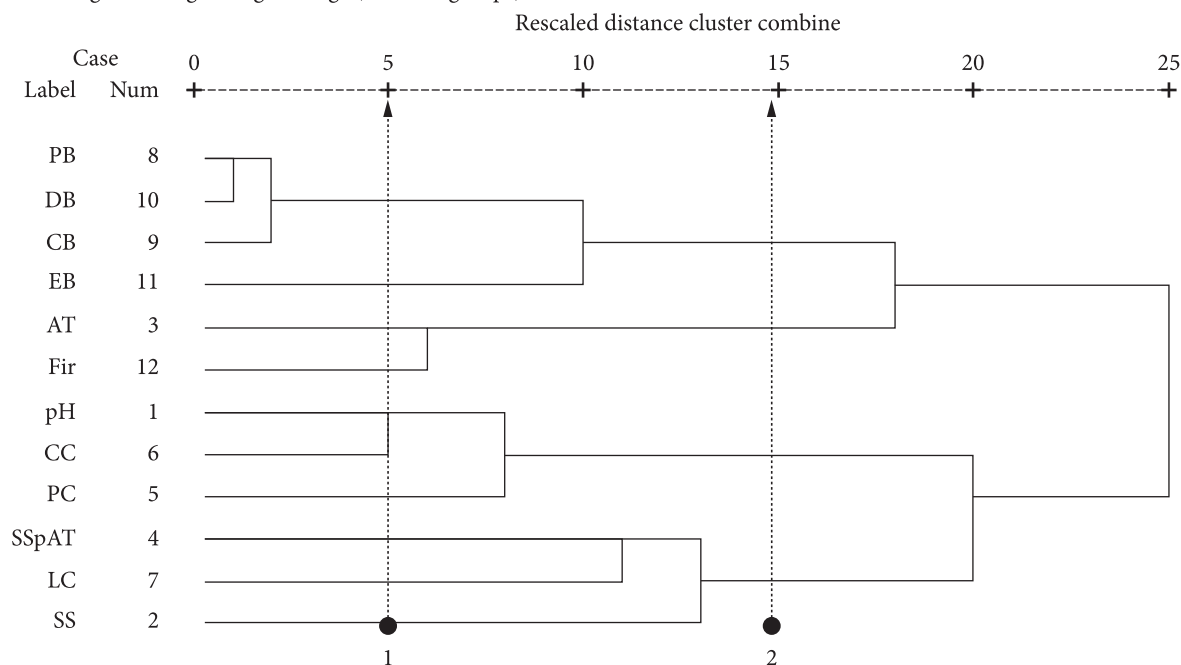 Rescaled distance cluster combine
Case 0 5 10 15 20 25
Label Num
PB 8
DB 10
CB 9
EB 11
AT 3
Fir 12
pH 1
CC 6
PC 5
SSpAT 4
LC 7
SS 2
1 2